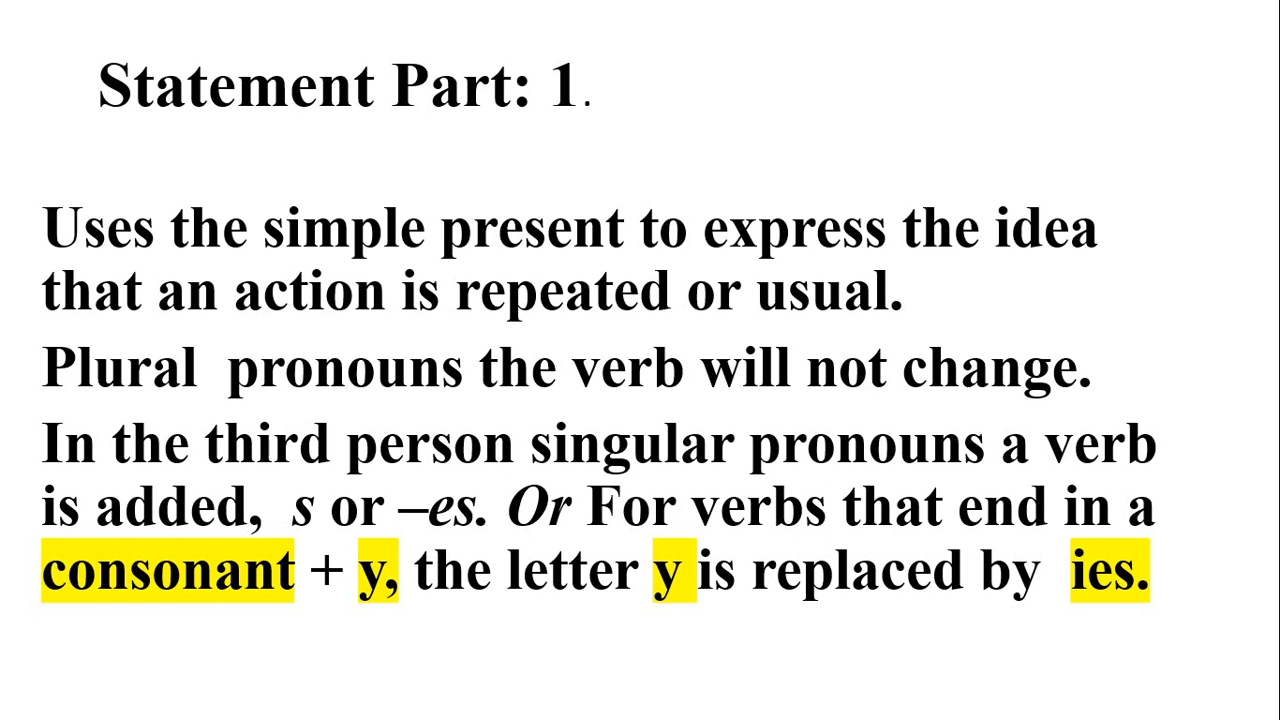 Statement Part: 1.
Uses the simple present to express the idea
that an action is repeated or usual.
Plural  pronouns the verb will not change.
In the third person singular pronouns a verb
is added,  s or –es. Or For verbs that end in a
consonant + y, the letter y is replaced by  ies.